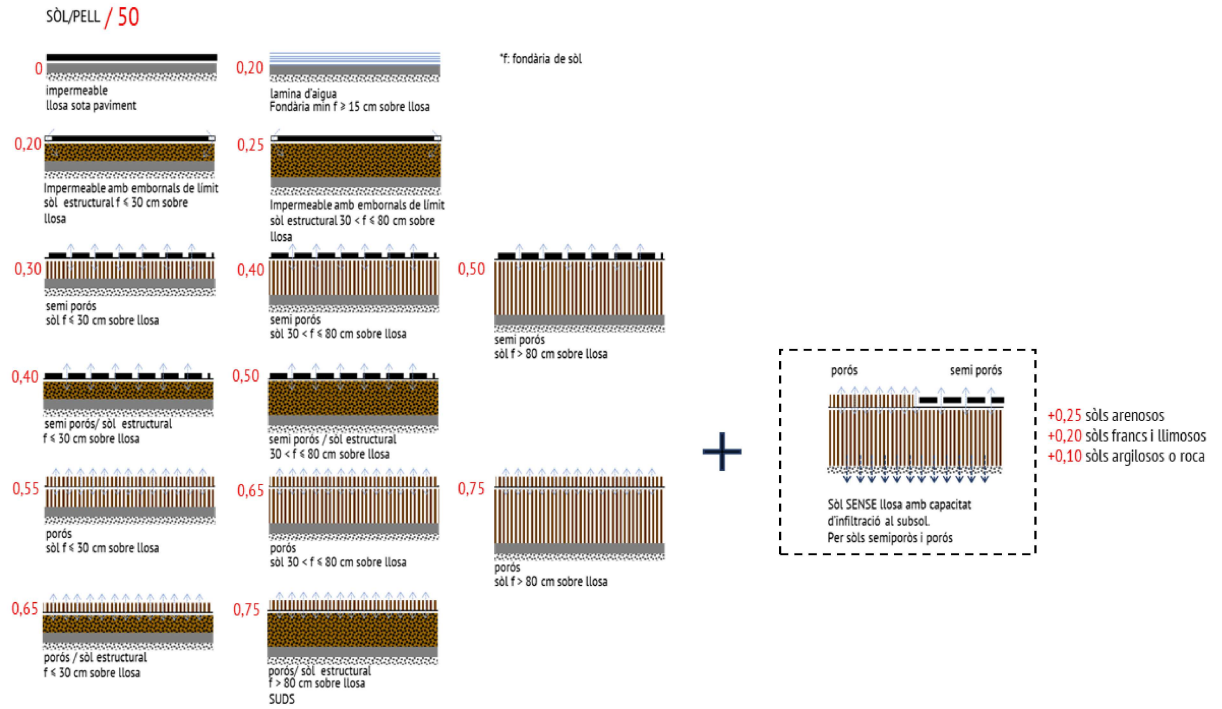 SÒL/PELL / 50
0
impermeable
llosa sota paviment
0,20
lamina d'aigua
Fondària min f ≥ 15 cm sobre llosa
*f: fondària de sòl
0,20
Impermeable amb embornals de límit
sòl estructural f ≤ 30 cm sobre
llosa
0,25
Impermeable amb embornals de límit
sòl estructural 30 < f ≤ 80 cm sobre
llosa
0,30
semi porós
sòl f ≤ 30 cm sobre llosa
0,40
semi porós
sòl 30 < f ≤ 80 cm sobre llosa
0,50
semi porós
sòl f > 80 cm sobre llosa
0,40
semi porós/ sòl estructural
f ≤ 30 cm sobre llosa
0,50
semi porós / sòl estructural
30 < f ≤ 80 cm sobre llosa
0,55
porós
sòl f ≤ 30 cm sobre llosa
0,65
porós
sòl 30 < f ≤ 80 cm sobre llosa
0,75
porós
sòl f > 80 cm sobre llosa
0,65
porós / sòl estructural
f ≤ 30 cm sobre llosa
0,75
porós/ sòl estructural
f > 80 cm sobre llosa
SUDS
+
porós
semi porós
Sòl SENSE llosa amb capacitat
d'infiltració al subsol.
Per sòls semiporòs i porós
+0,25 sòls arenosos
+0,20 sòls francs i llimosos
+0,10 sòls argilosos o roca